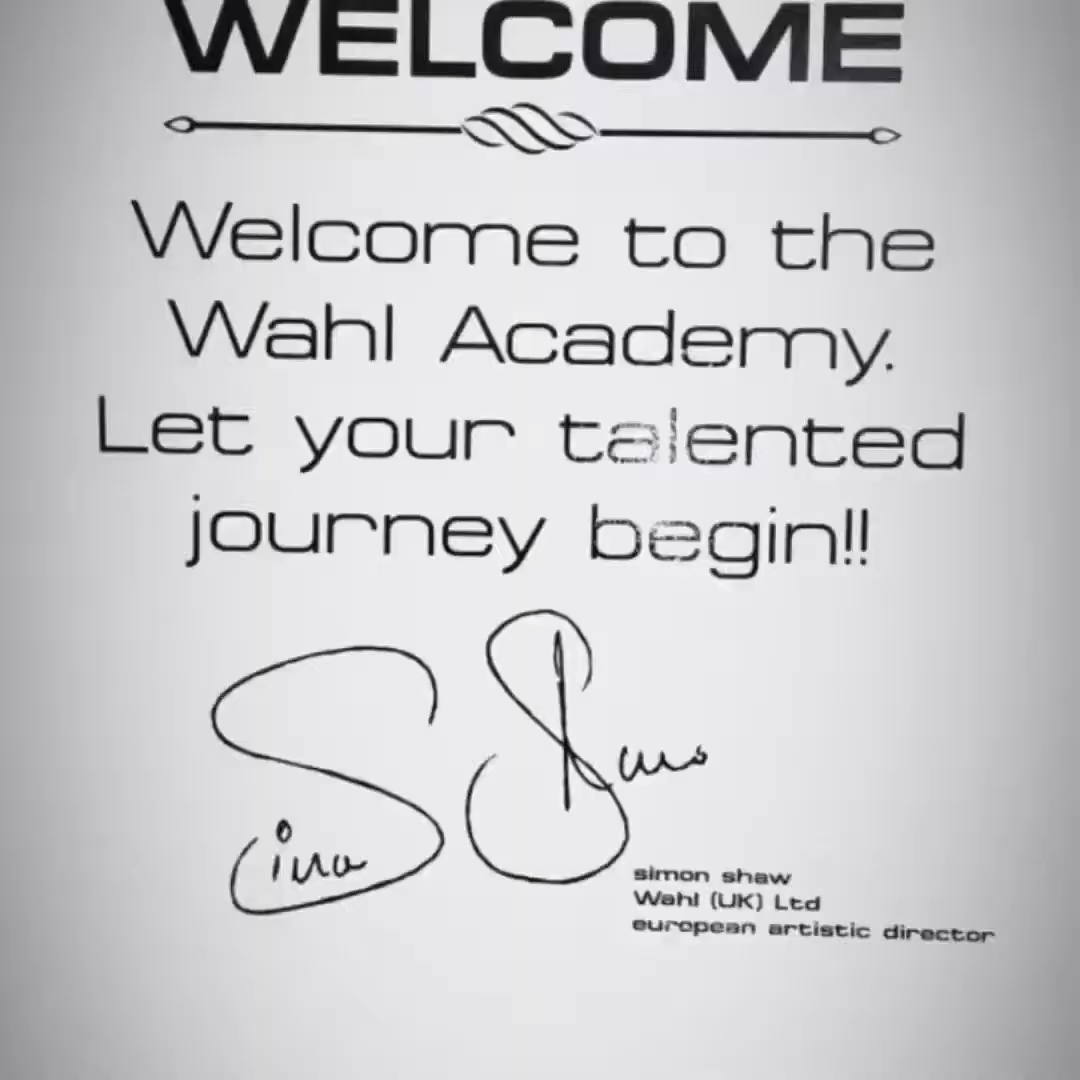 WELCOME
Welcome to the
Wahl Academy.
Let your talented
journey begin!!
simon shaw
Wahl (UK) Ltd
european artistic director